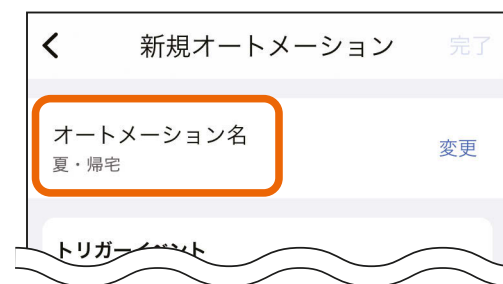 新規オートメーション 完了
オートメーション名
夏・帰宅
変更
トリガーイベント